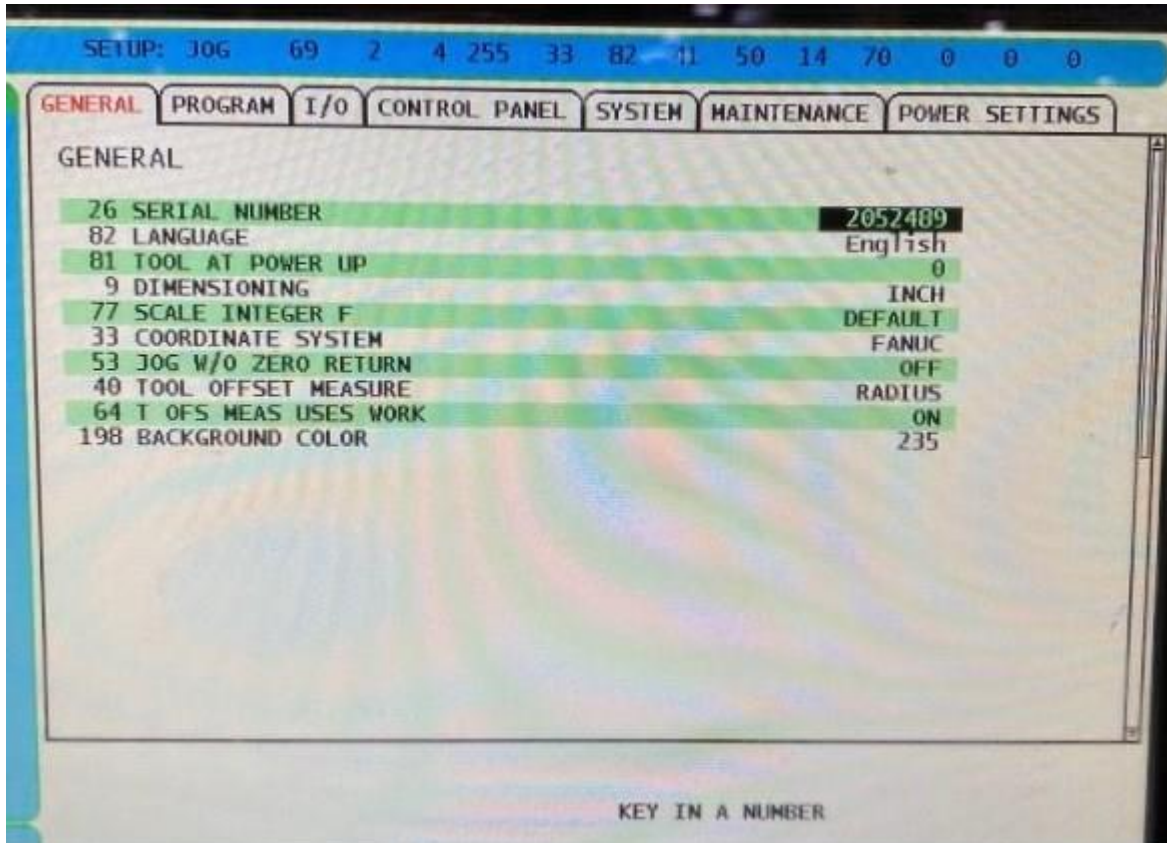 SETUP: JOG 69 2 4 255 33 82 41 50 14 70 0 0 0
GENERAL PROGRAM I/O CONTROL PANEL SYSTEM MAINTENANCE POWER SETTINGS
GENERAL
26 SERIAL NUMBER 2052489
82 LANGUAGE English
81 TOOL AT POWER UP 0
9 DIMENSIONING INCH
77 SCALE INTEGER F DEFAULT
33 COORDINATE SYSTEM FANUC
53 JOG W/O ZERO RETURN OFF
40 TOOL OFFSET MEASURE RADIUS
64 T OFS MEAS USES WORK ON
198 BACKGROUND COLOR 235
KEY IN A NUMBER